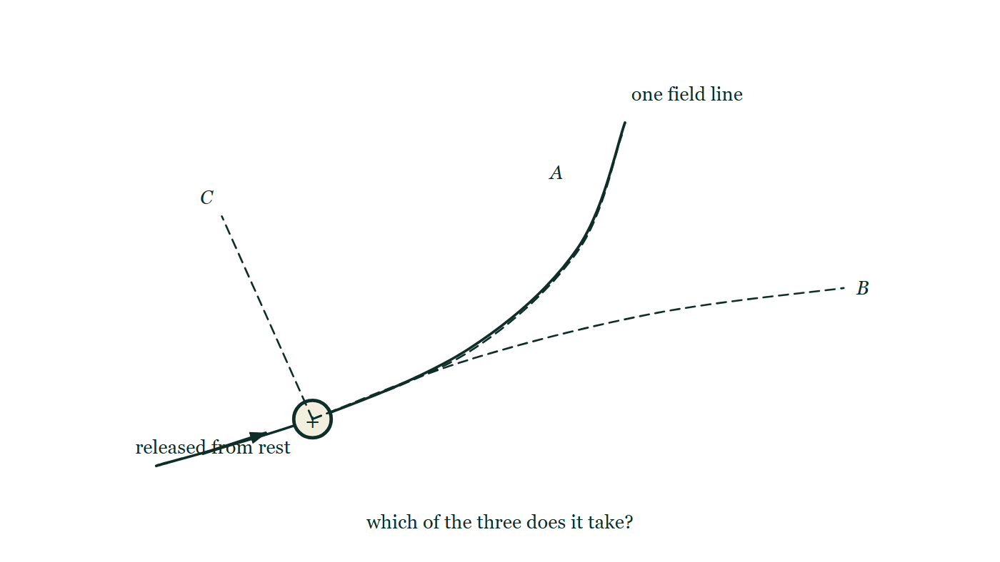 one field line
A
C
B
+
released from rest
which of the three does it take?